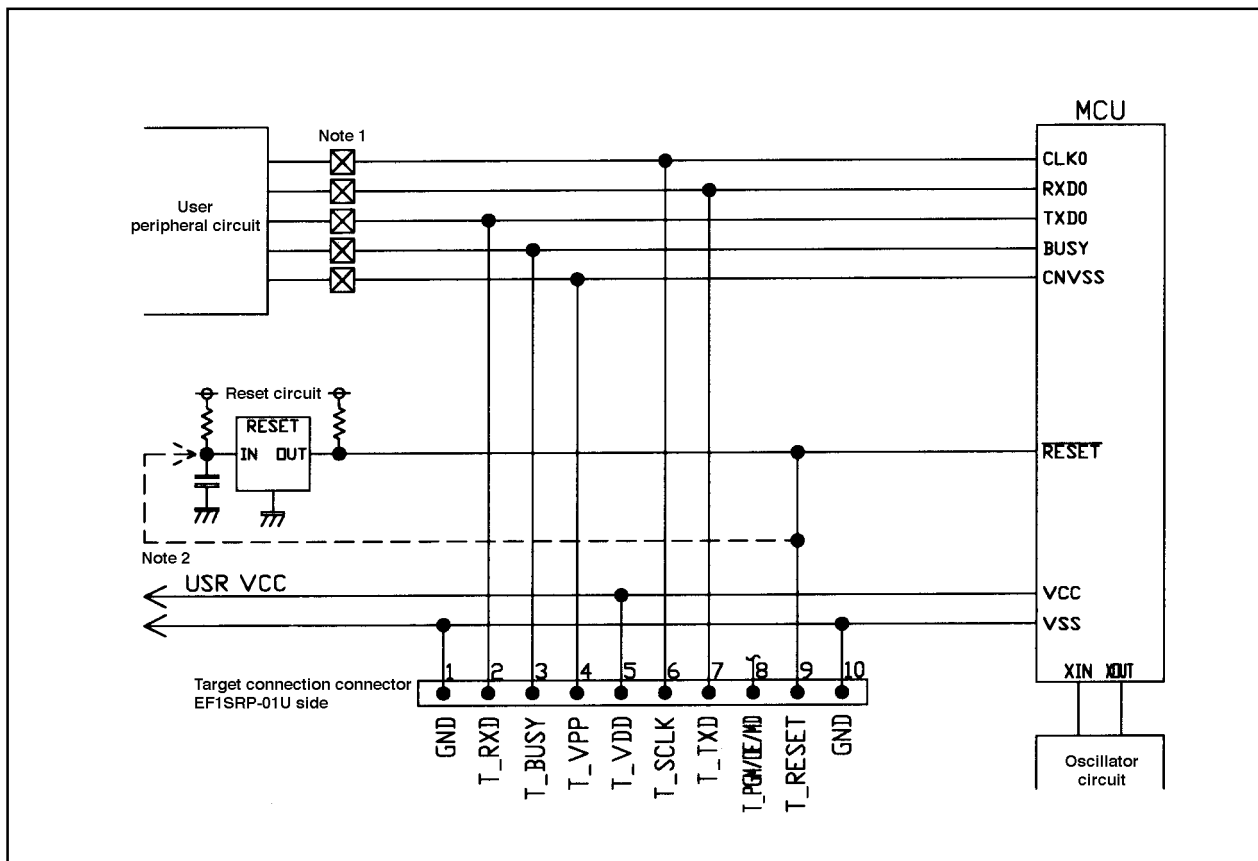 MCU
Note 1
CLK0
RXD0
TXD0
BUSY
CNVSS
User
peripheral circuit
Reset circuit
RESET
IN OUT
RESET
Note 2
USR VCC
VCC
VSS
1 2 3 4 5 6 7 8 9 10
Target connection connector
EF1SRP-01U side
GND
T_RXD
T_BUSY
T_VPP
T_VDD
T_SCLK
T_TXD
T_PGM/OE/MD
T_RESET
GND
XIN XOUT
Oscillator
circuit